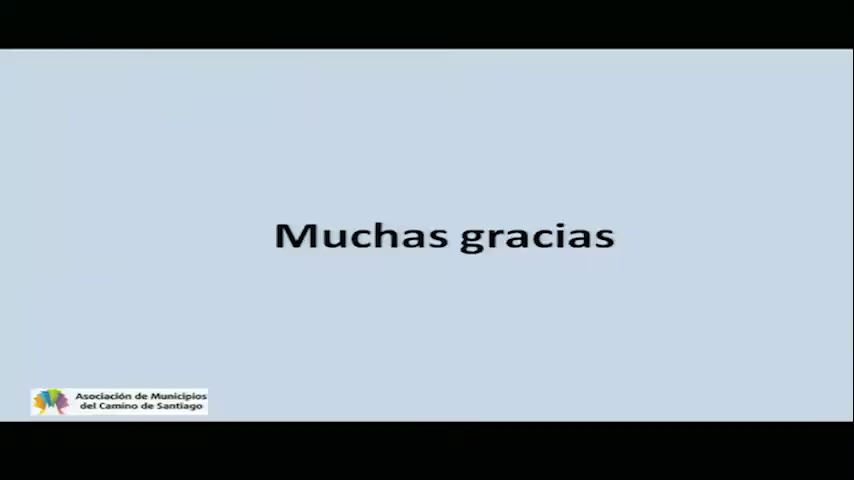 Muchas gracias
Asociación de Municipios
del Camino de Santiago